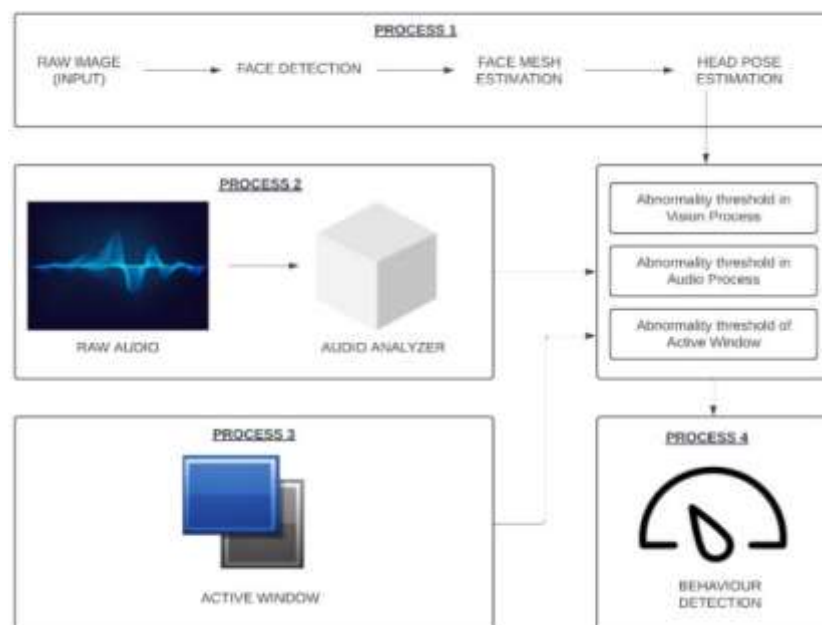 PROCESS 1
RAW IMAGE
(INPUT)
FACE DETECTION
FACE MESH
ESTIMATION
HEAD POSE
ESTIMATION
PROCESS 2
RAW AUDIO
AUDIO ANALYZER
Abnormality threshold in
Vision Process
Abnormality threshold in
Audio Process
Abnormality threshold of
Active Window
PROCESS 3
ACTIVE WINDOW
PROCESS 4
BEHAVIOUR
DETECTION